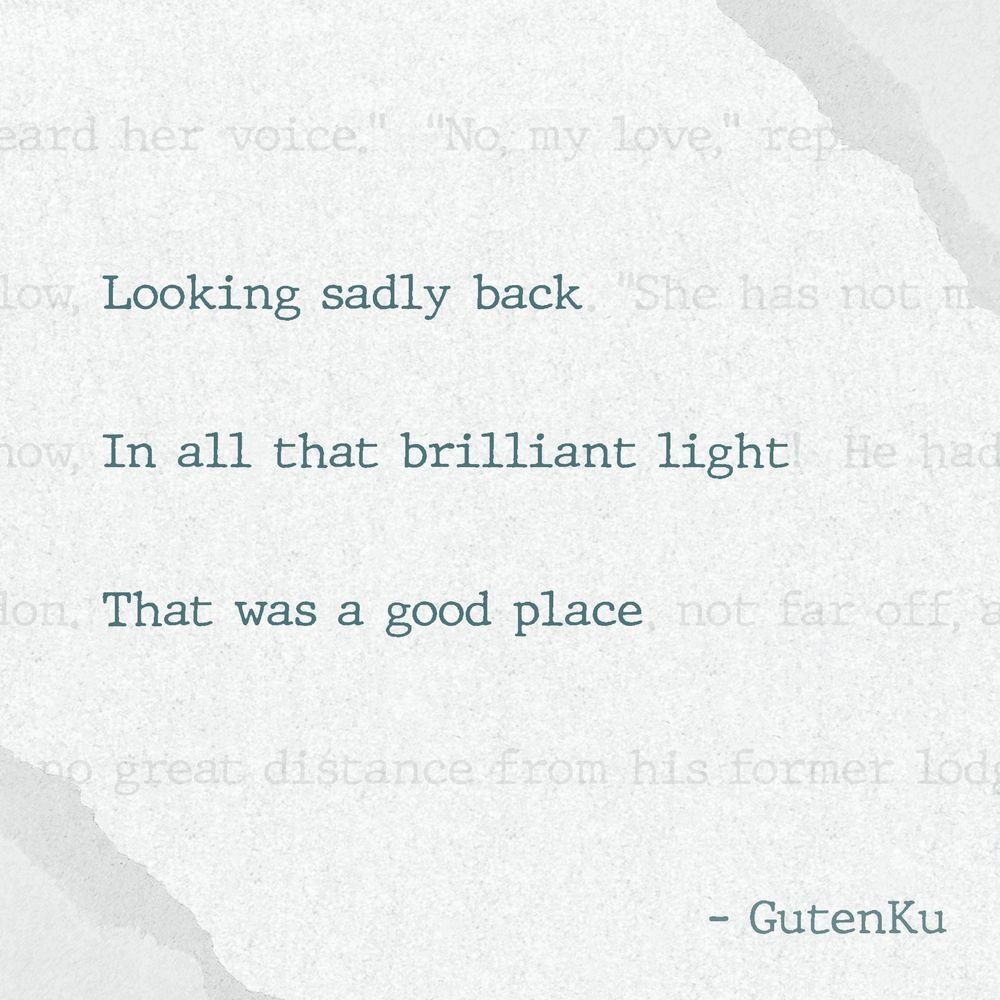 eard her voice." "No, my love," rep
low, Looking sadly back. "She has not m
now, In all that brilliant light! He had
don. That was a good place, not far off, a
no great distance from his former lodg
- GutenKu